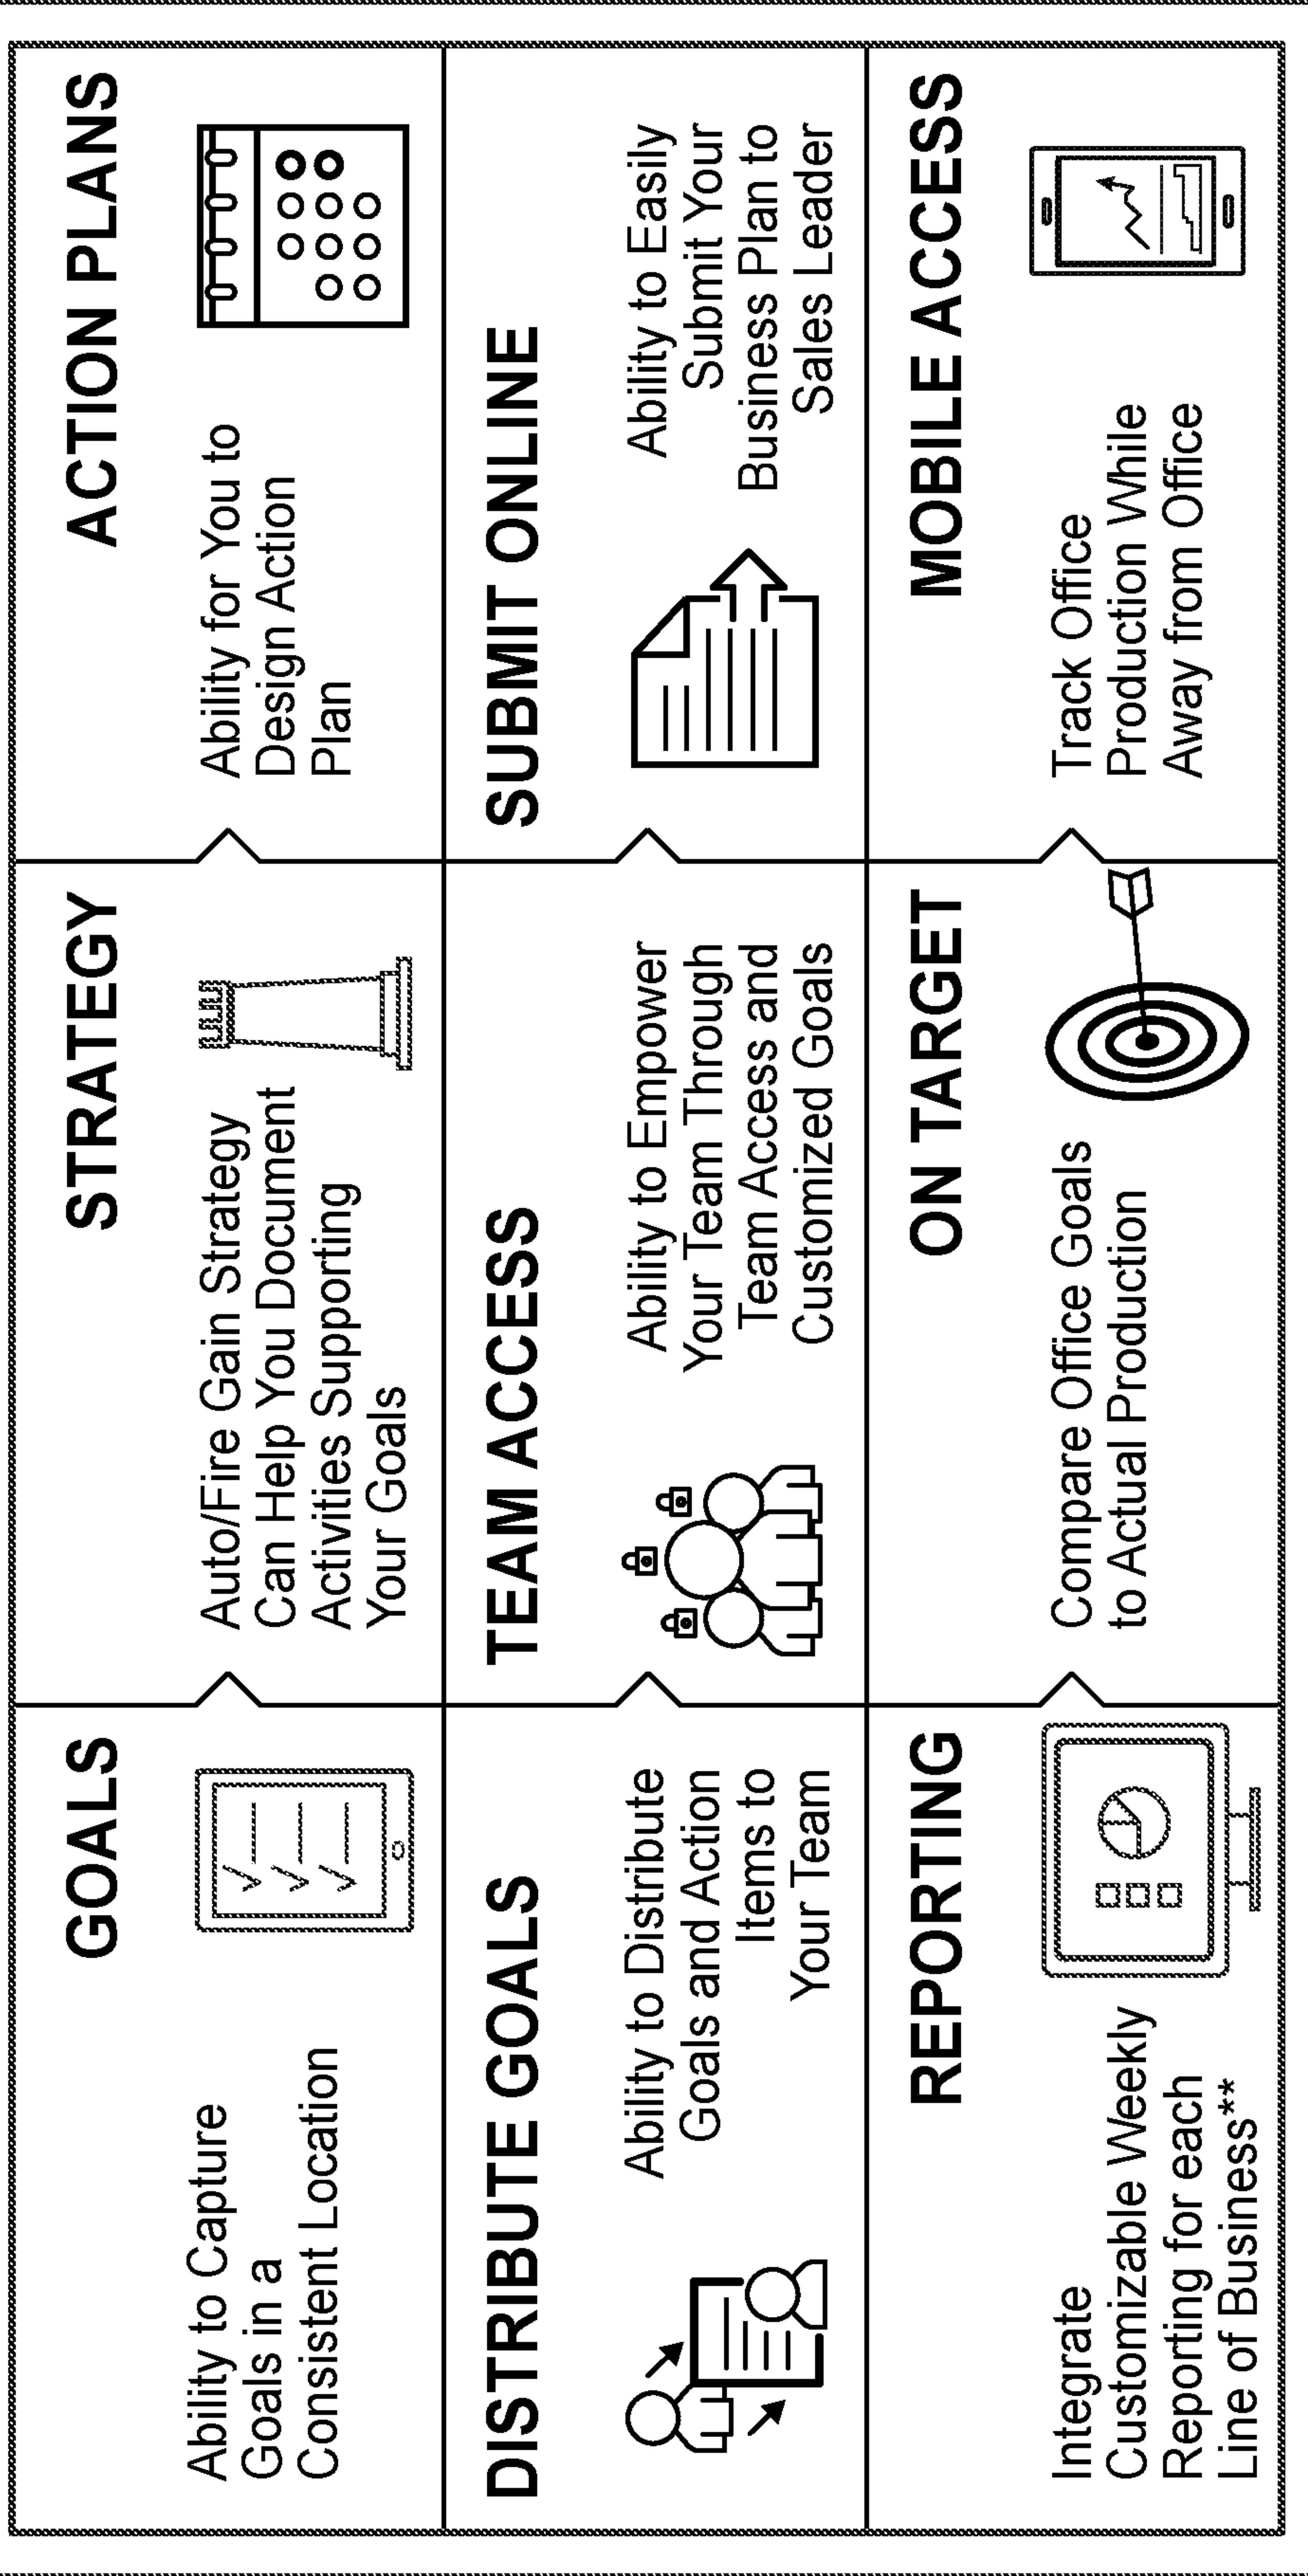 GOALS
Ability to Capture
Goals in a
Consistent Location
STRATEGY
Auto/Fire Gain Strategy
Can Help You Document
Activities Supporting
Your Goals
ACTION PLANS
Ability for You to
Design Action
Plan
DISTRIBUTE GOALS
Ability to Distribute
Goals and Action
Items to
Your Team
TEAM ACCESS
Ability to Empower
Your Team Through
Team Access and
Customized Goals
SUBMIT ONLINE
Ability to Easily
Submit Your
Business Plan to
Sales Leader
REPORTING
Integrate
Customizable Weekly
Reporting for each
Line of Business**
ON TARGET
Compare Office Goals
to Actual Production
MOBILE ACCESS
Track Office
Production While
Away from Office